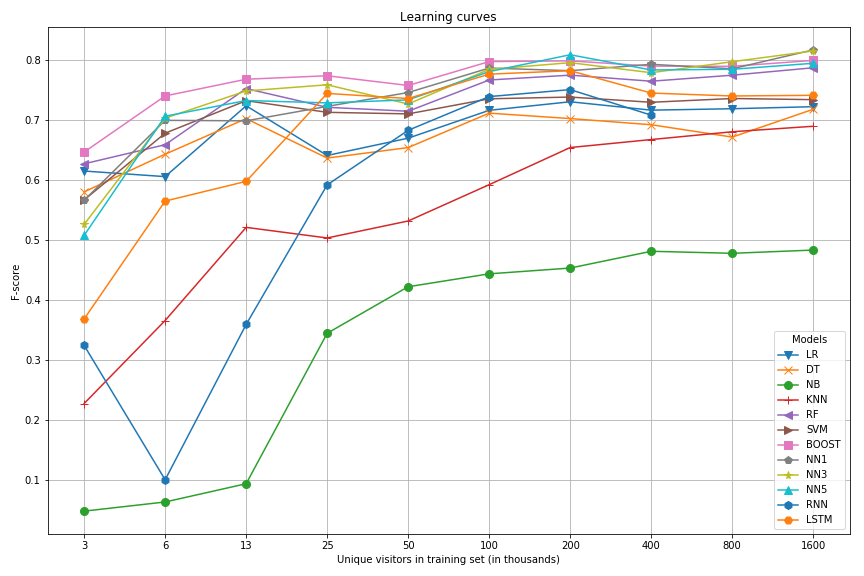 Learning curves
F-score
0.8
0.7
0.6
0.5
0.4
0.3
0.2
0.1
3 6 13 25 50 100 200 400 800 1600
Unique visitors in training set (in thousands)
Models
LR
DT
NB
KNN
RF
SVM
BOOST
NN1
NN3
NN5
RNN
LSTM